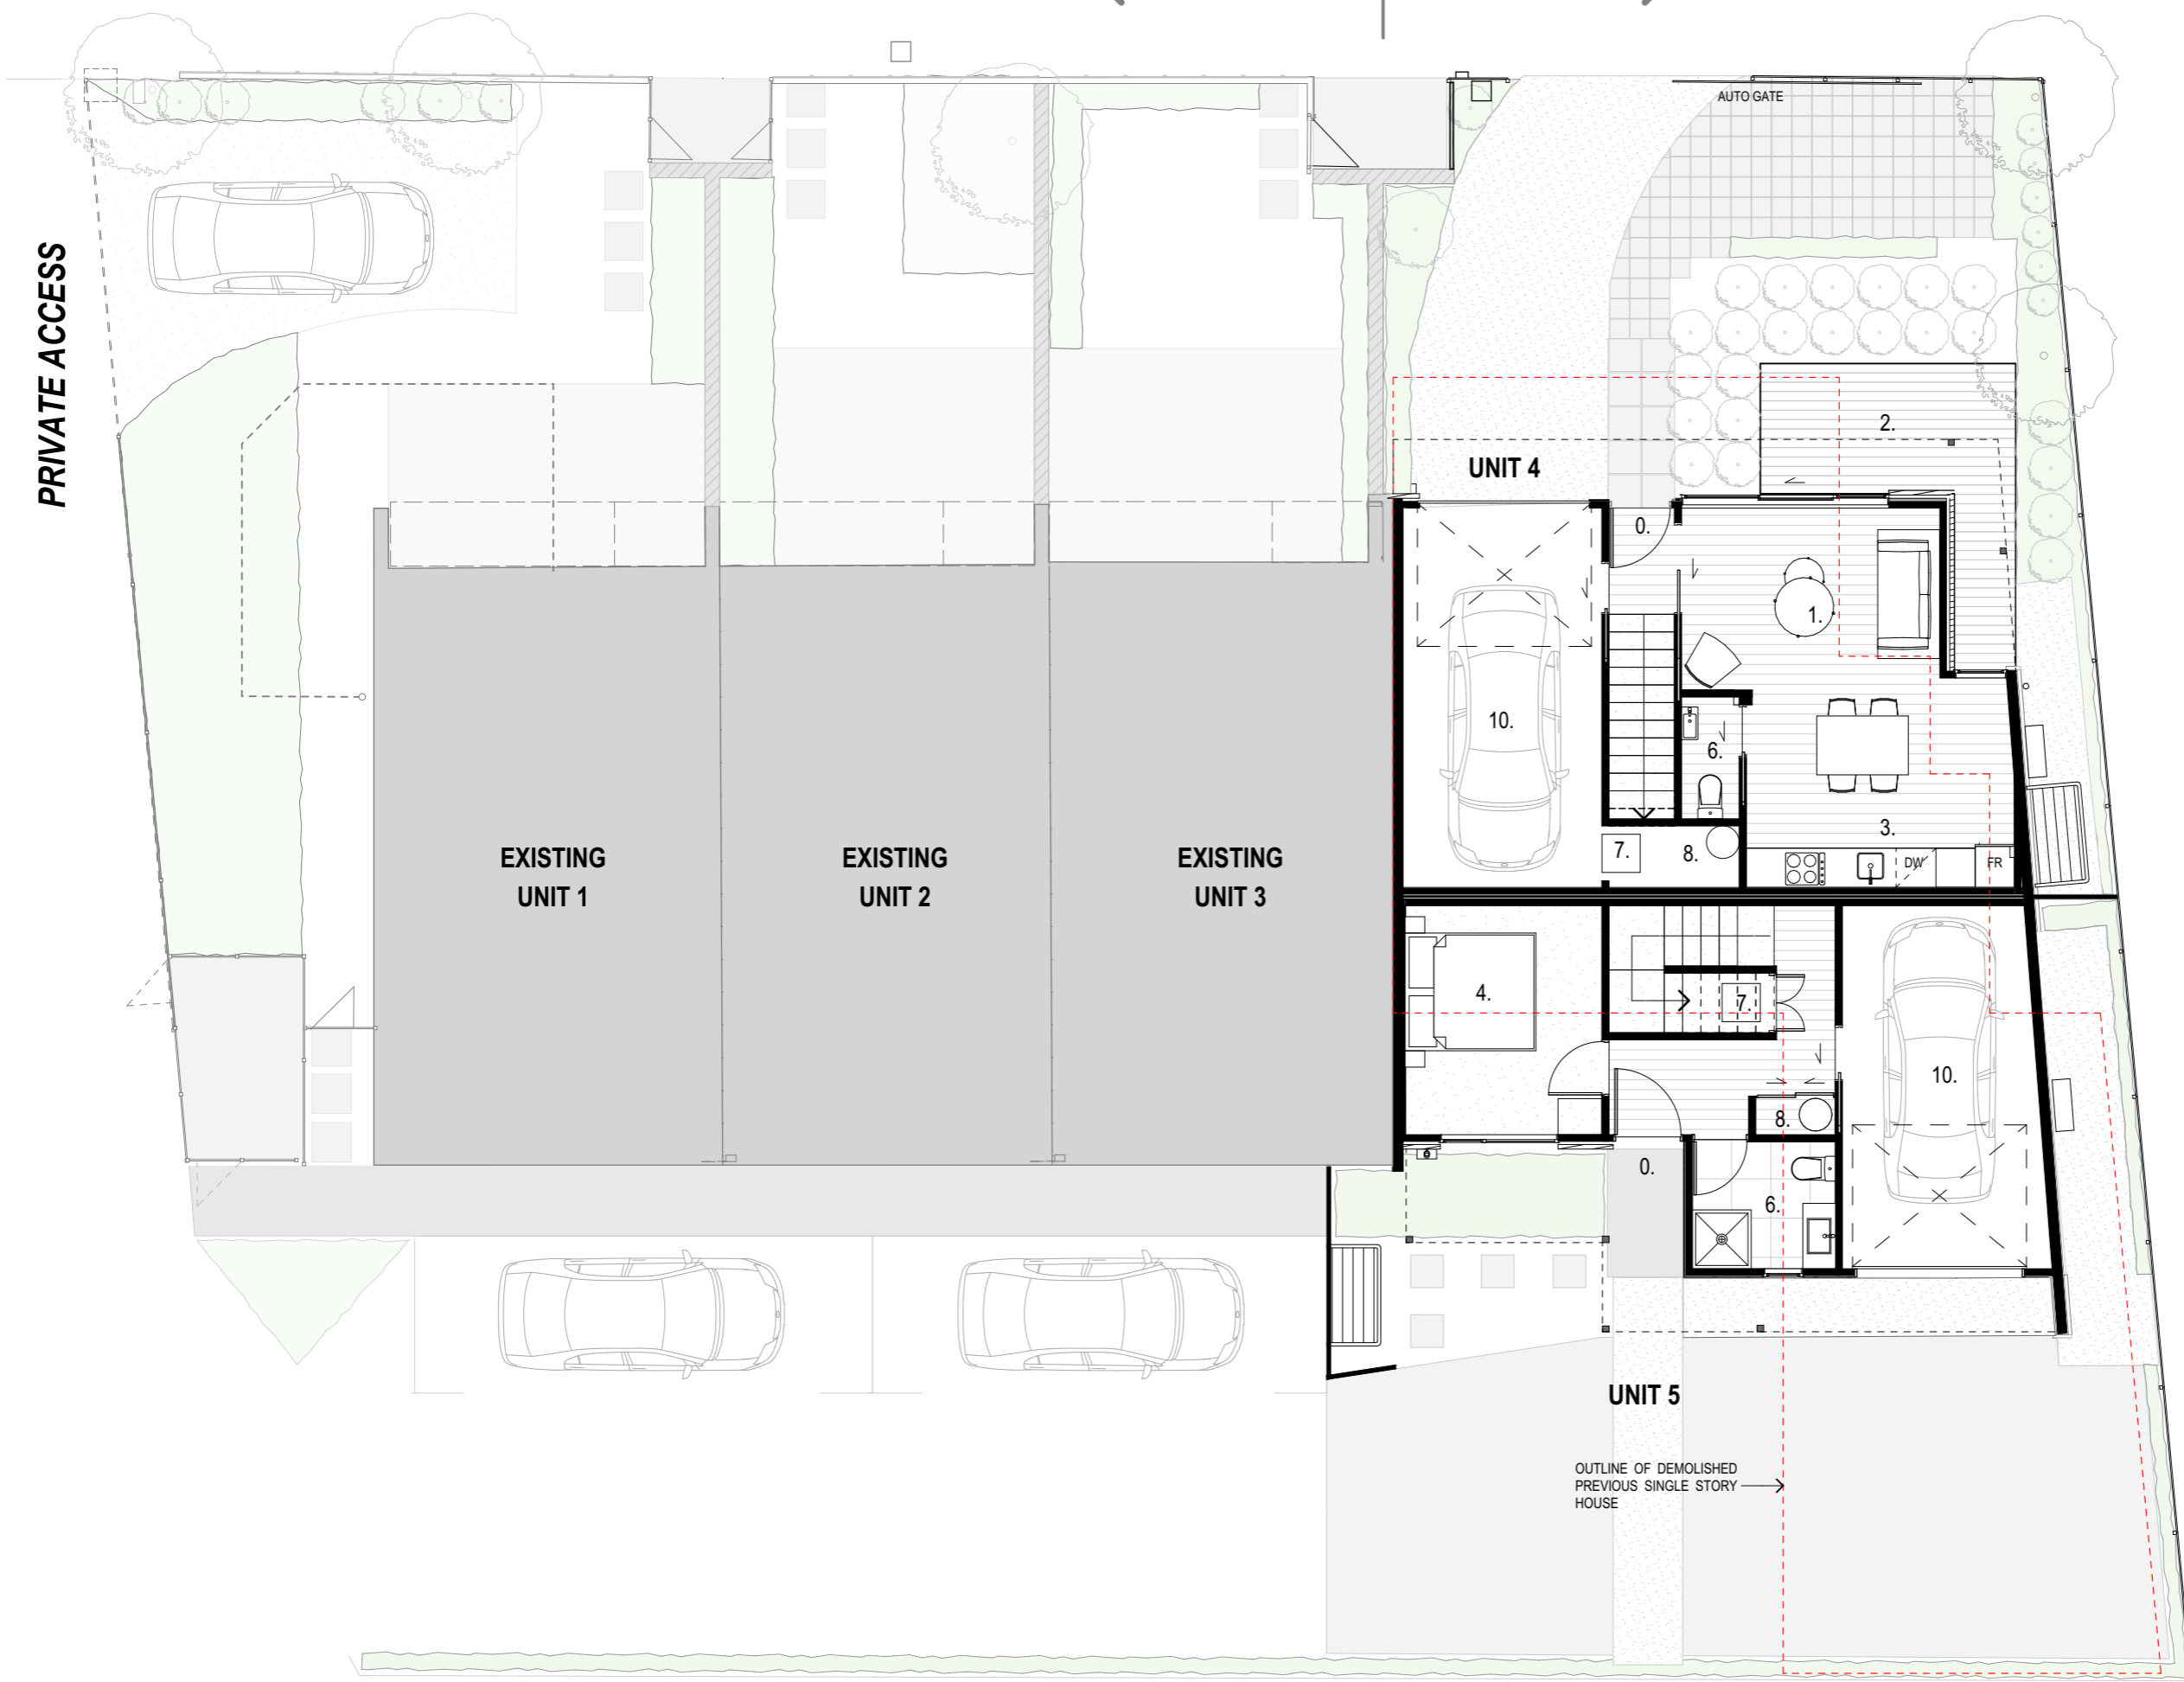 AUTO GATE
PRIVATE ACCESS
2.
UNIT 4
0.
1.
10.
6.
3.
7.
8.
DW
FR
EXISTING
UNIT 1
EXISTING
UNIT 2
EXISTING
UNIT 3
4.
7.
10.
8.
0.
6.
UNIT 5
OUTLINE OF DEMOLISHED
PREVIOUS SINGLE STORY
HOUSE